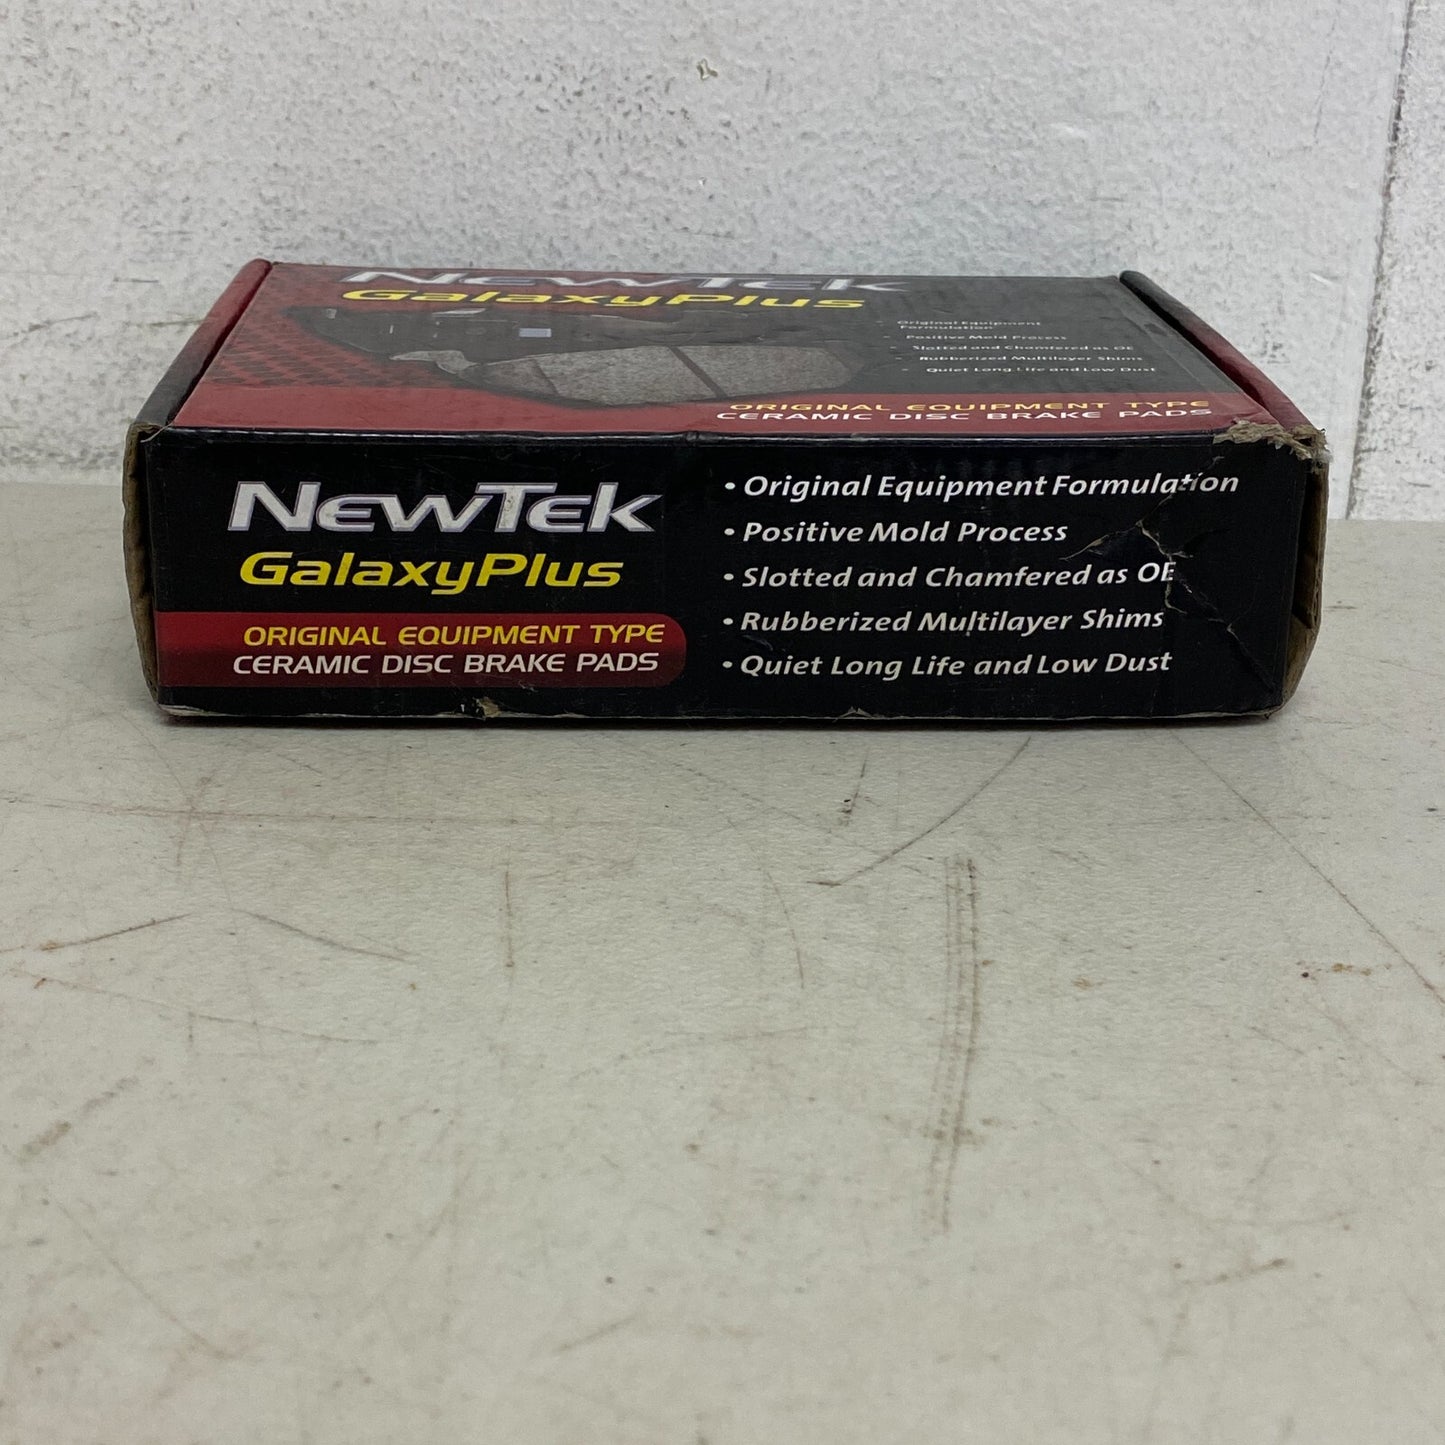 NEWTEK
GalaxyPlus
Original Equipment
Formulation
Positive Mold Process
Slotted and Chamfered as OE
Rubberized Multilayer Shims
Quiet Long Life and Low Dust
ORIGINAL EQUIPMENT TYPE
CERAMIC DISC BRAKE PADS
NEWTEK
GalaxyPlus
ORIGINAL EQUIPMENT TYPE
CERAMIC DISC BRAKE PADS
• Original Equipment Formulation
• Positive Mold Process
• Slotted and Chamfered as OE
• Rubberized Multilayer Shims
• Quiet Long Life and Low Dust